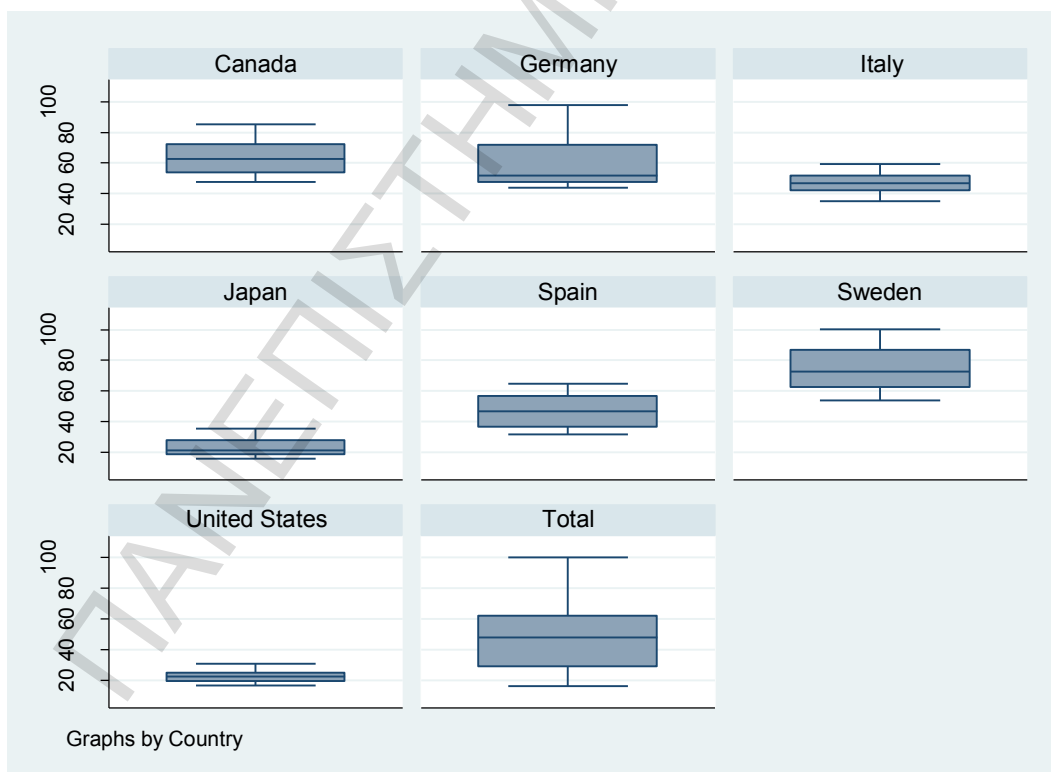 Canada
Germany
Italy
20 40 60 80 100
Japan
Spain
Sweden
20 40 60 80 100
United States
Total
20 40 60 80 100
Graphs by Country
ΠΑΝΕΠΙΣΤΗΜΙ